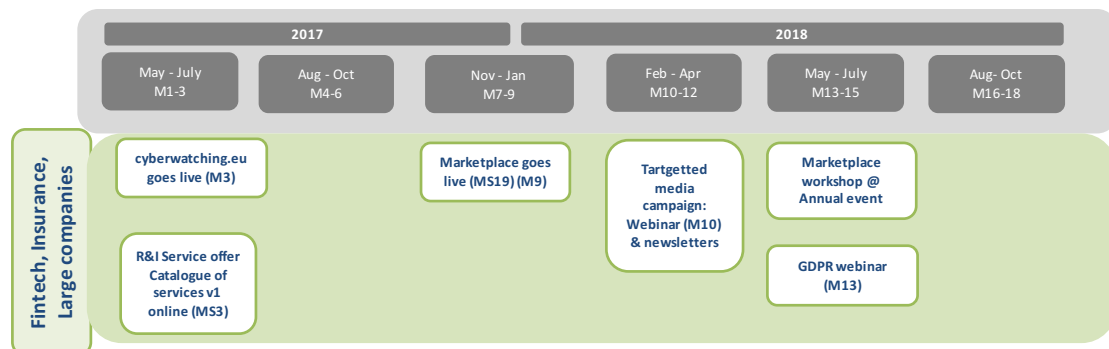 2017
2018
May - July
M1-3
Aug - Oct
M4-6
Nov - Jan
M7-9
Feb - Apr
M10-12
May - July
M13-15
Aug- Oct
M16-18
Fintech, Insurance,
Large companies
cyberwatching.eu
goes live (M3)
R&I Service offer
Catalogue of
services v1
online (MS3)
Marketplace goes
live (MS19) (M9)
Tartgetted
media
campaign:
Webinar (M10)
& newsletters
Marketplace
workshop @
Annual event
GDPR webinar
(M13)